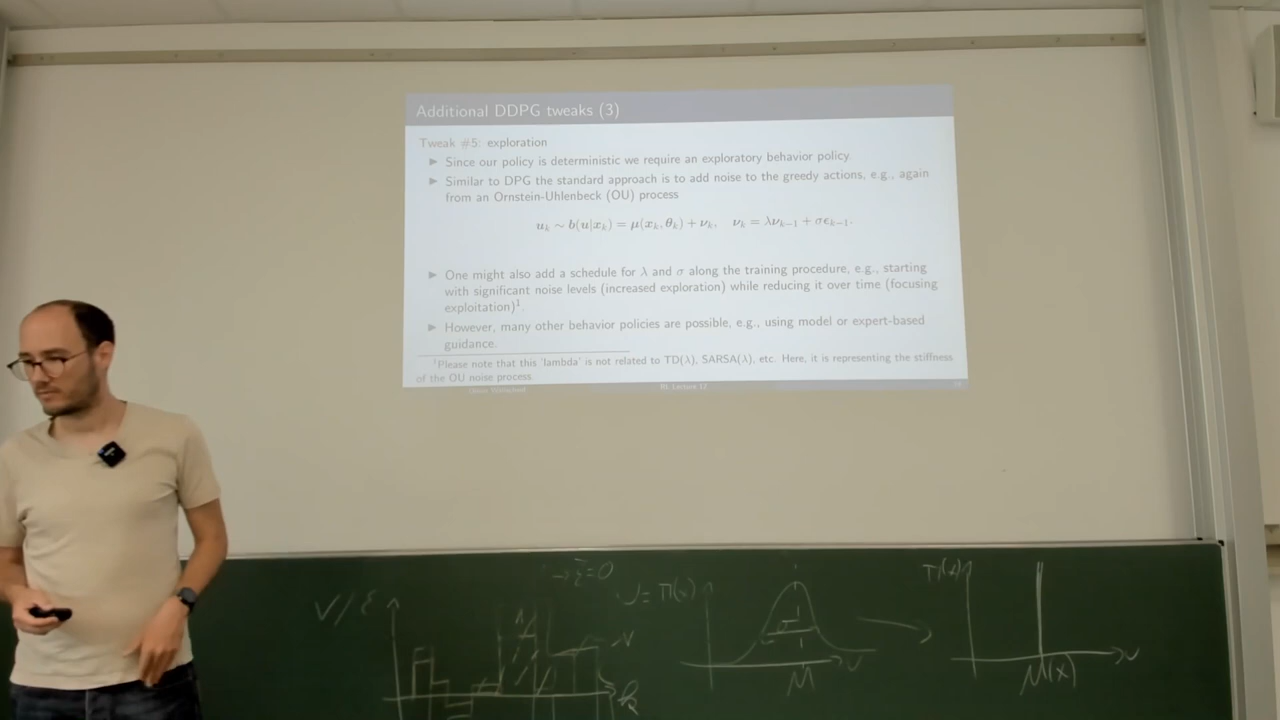 Additional DDPG tweaks (3)
Tweak #5: exploration
▶ Since our policy is deterministic we require an exploratory behavior policy
▶ Similar to DPG the standard approach is to add noise to the greedy actions, e.g., again
from an Ornstein-Uhlenbeck (OU) process
u_k ∼ b(u|x_k) = μ(x_k, θ_k) + ν_k, ν_k = λν_{k−1} + σϵ_{k−1}.
▶ One might also add a schedule for λ and σ along the training procedure, e.g., starting
with significant noise levels (increased exploration) while reducing it over time (focusing
exploitation)¹.
▶ However, many other behavior policies are possible, e.g., using model or expert-based
guidance.
¹Please note that this 'lambda' is not related to TD(λ), SARSA(λ), etc. Here, it is representing the stiffness
of the OU noise process
RL Lecture 12
V/ε
U = Π(x)
μ
μ(x)